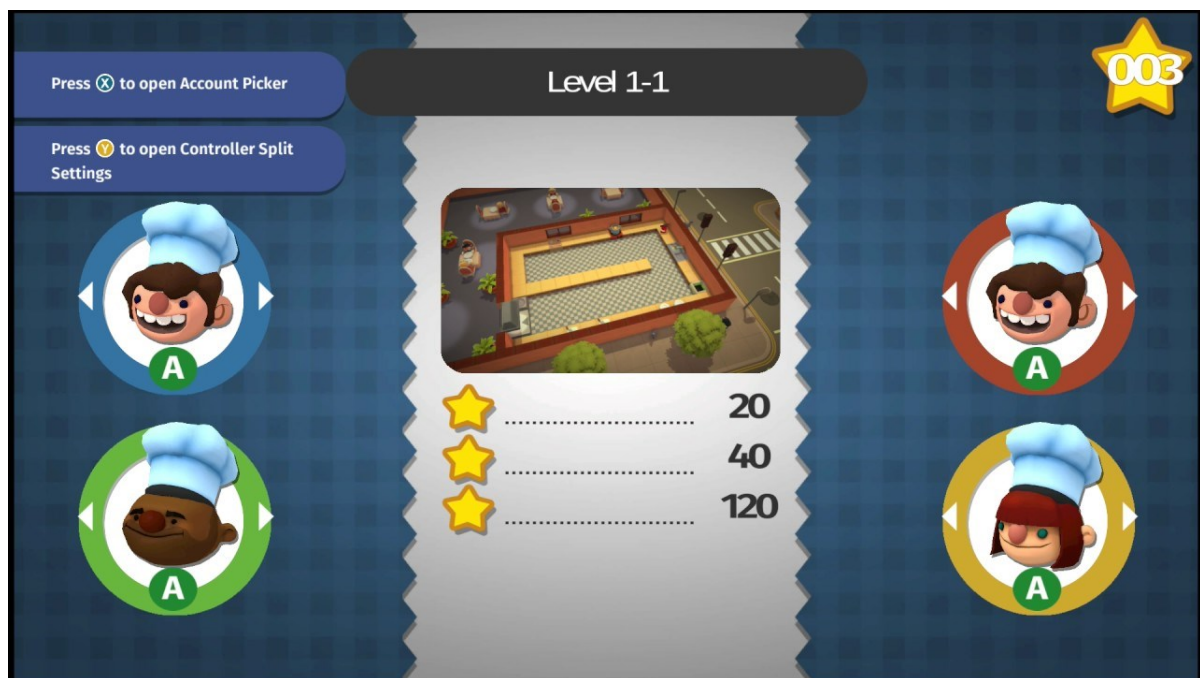 Press X to open Account Picker
Level 1-1
003
Press Y to open Controller Split
Settings
A
A
20
40
120
A
A